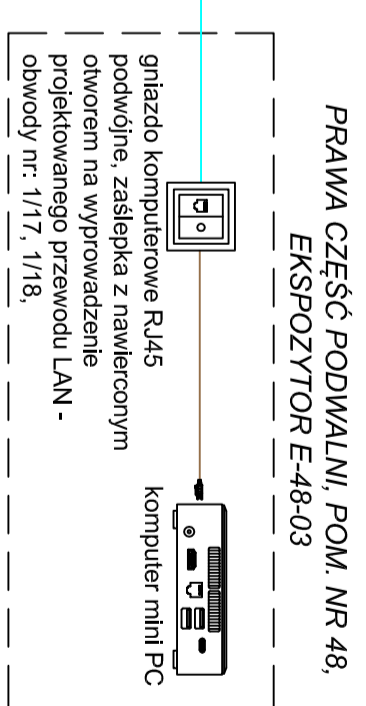 PRAWA CZĘŚĆ PODWALNI, POM. NR 48,
EKSPOZYTOR E-48-03
gniazdo komputerowe RJ45
podwójne, zaślepka z nawierconym
otworem na wyprowadzenie
projektowanego przewodu LAN -
obwody nr: 1/17, 1/18,
komputer mini PC